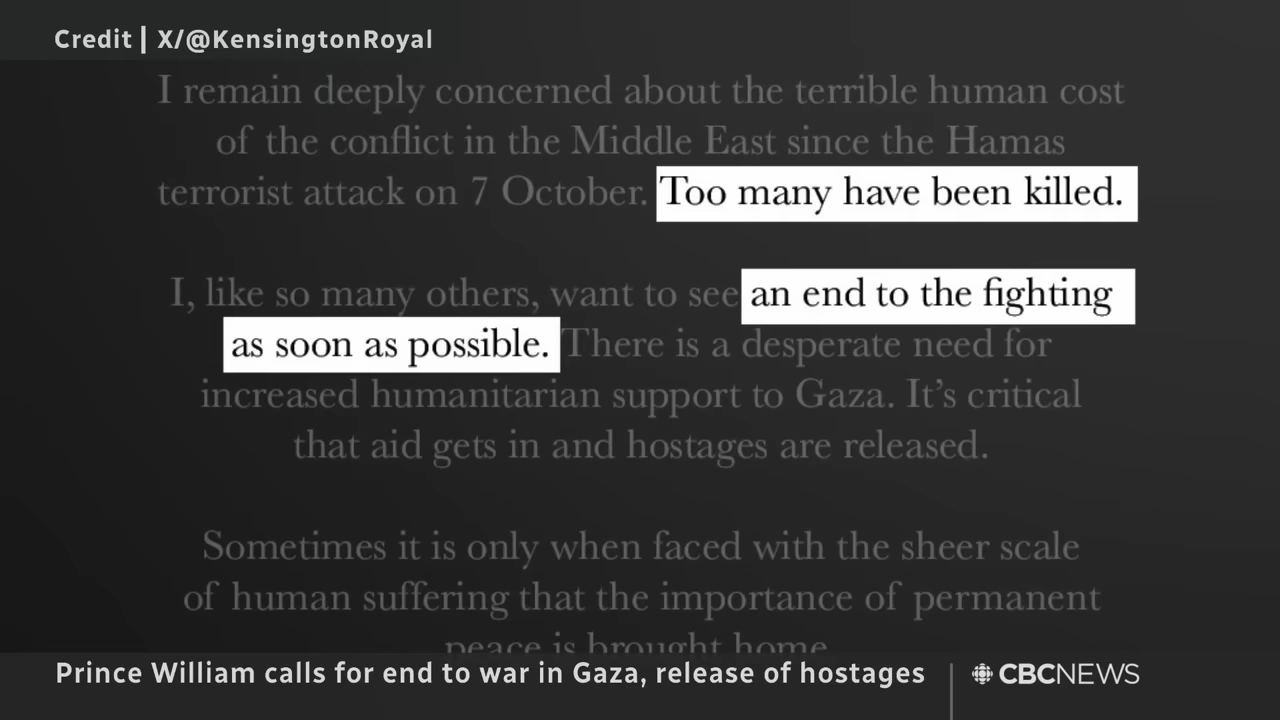 Credit | X/@KensingtonRoyal
I remain deeply concerned about the terrible human cost
of the conflict in the Middle East since the Hamas
terrorist attack on 7 October. Too many have been killed.
I, like so many others, want to see an end to the fighting
as soon as possible. There is a desperate need for
increased humanitarian support to Gaza. It’s critical
that aid gets in and hostages are released.
Sometimes it is only when faced with the sheer scale
of human suffering that the importance of permanent
peace is brought home.
Prince William calls for end to war in Gaza, release of hostages
CBCNEWS